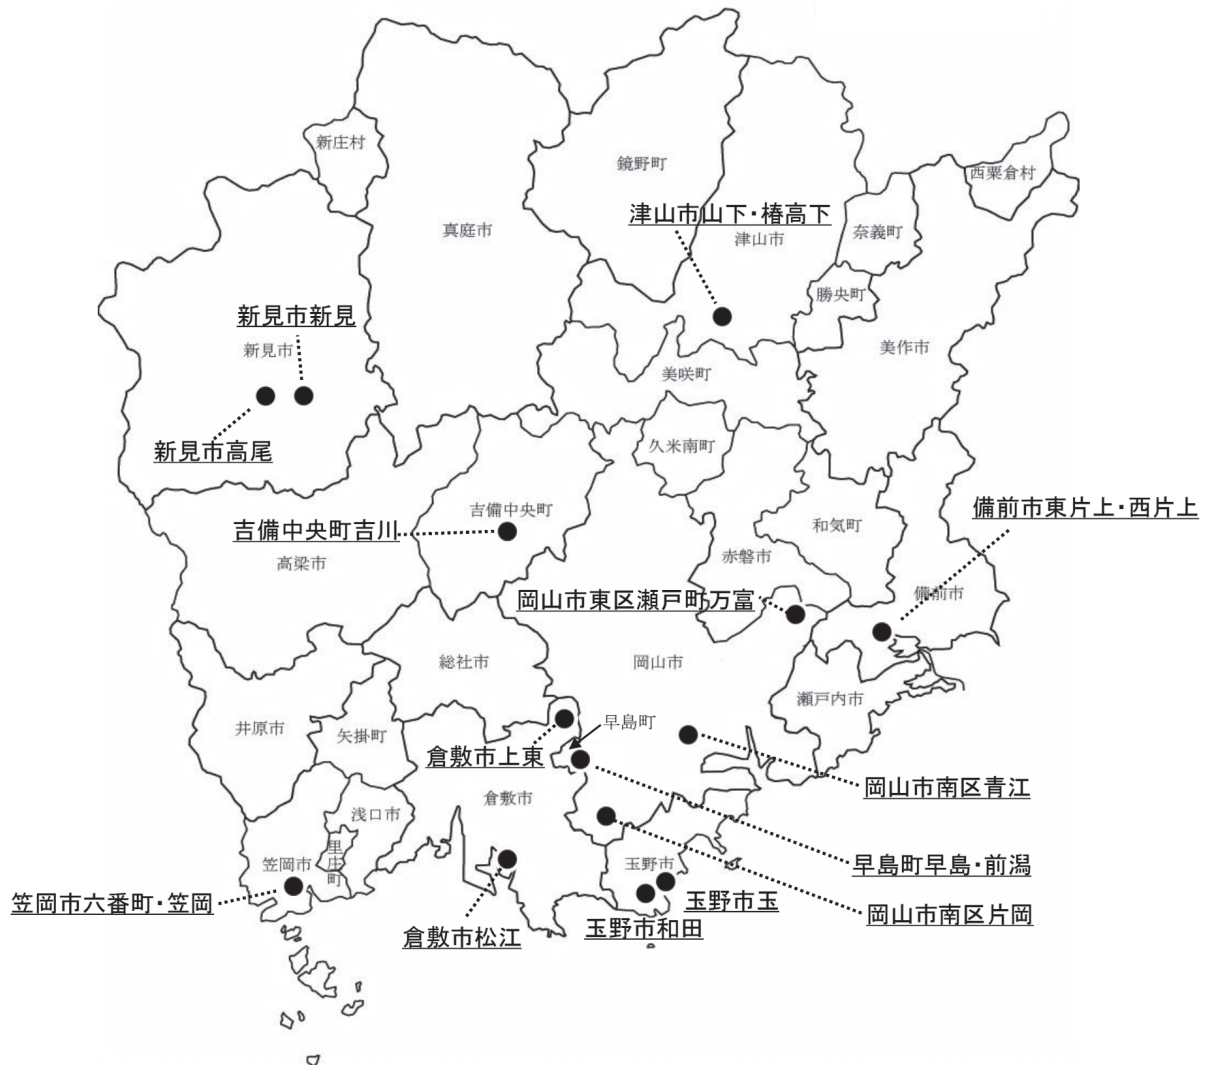 新庄村
鏡野町
西粟倉村
津山市山下・椿高下
真庭市
津山市
奈義町
勝央町
新見市新見
新見市
美作市
美咲町
新見市高尾
久米南町
吉備中央町
備前市東片上・西片上
吉備中央町吉川
和気町
高梁市
赤磐市
岡山市東区瀬戸町万富
備前市
総社市
岡山市
瀬戸内市
井原市
矢掛町
早島町
倉敷市上東
岡山市南区青江
倉敷市
浅口市
里庄町
笠岡市
玉野市
早島町早島・前潟
笠岡市六番町・笠岡
玉野市玉
岡山市南区片岡
倉敷市松江
玉野市和田